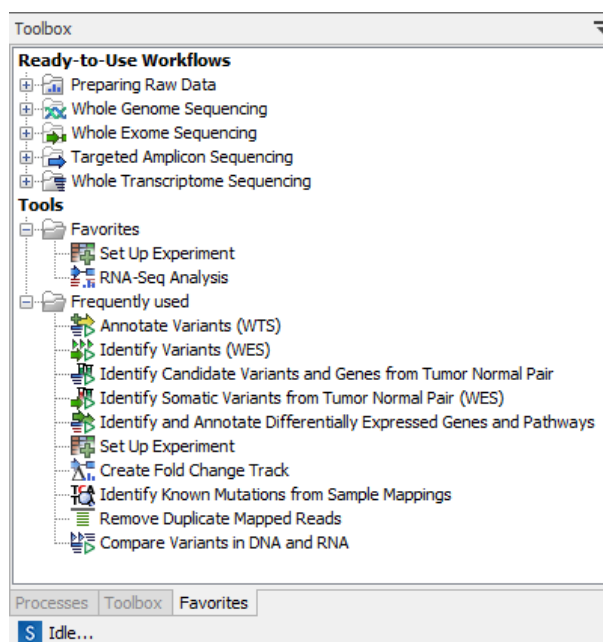 Toolbox
Ready-to-Use Workflows
Preparing Raw Data
Whole Genome Sequencing
Whole Exome Sequencing
Targeted Amplicon Sequencing
Whole Transcriptome Sequencing
Tools
Favorites
Set Up Experiment
RNA-Seq Analysis
Frequently used
Annotate Variants (WTS)
Identify Variants (WES)
Identify Candidate Variants and Genes from Tumor Normal Pair
Identify Somatic Variants from Tumor Normal Pair (WES)
Identify and Annotate Differentially Expressed Genes and Pathways
Set Up Experiment
Create Fold Change Track
Identify Known Mutations from Sample Mappings
Remove Duplicate Mapped Reads
Compare Variants in DNA and RNA
Processes Toolbox Favorites
S Idle...